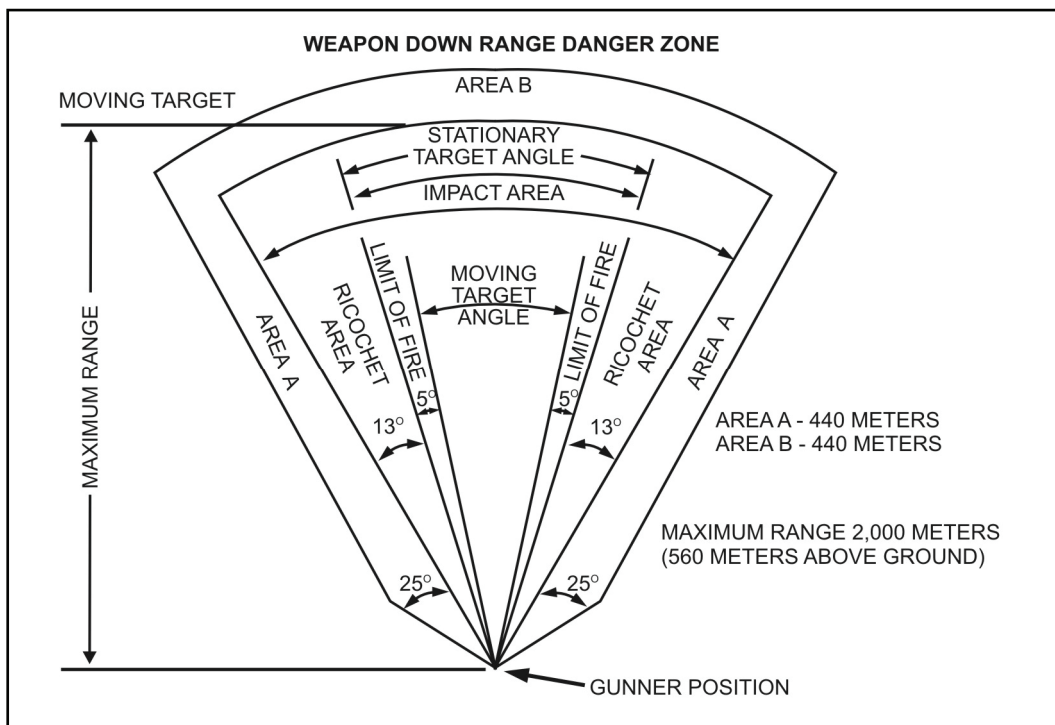 WEAPON DOWN RANGE DANGER ZONE
AREA B
MOVING TARGET
STATIONARY
TARGET ANGLE
IMPACT AREA
MAXIMUM RANGE
AREA A
RICOCHET
AREA
LIMIT OF FIRE
MOVING
TARGET
ANGLE
LIMIT OF FIRE
RICOCHET
AREA
AREA A
5°
5°
13°
13°
AREA A - 440 METERS
AREA B - 440 METERS
MAXIMUM RANGE 2,000 METERS
(560 METERS ABOVE GROUND)
25°
25°
GUNNER POSITION